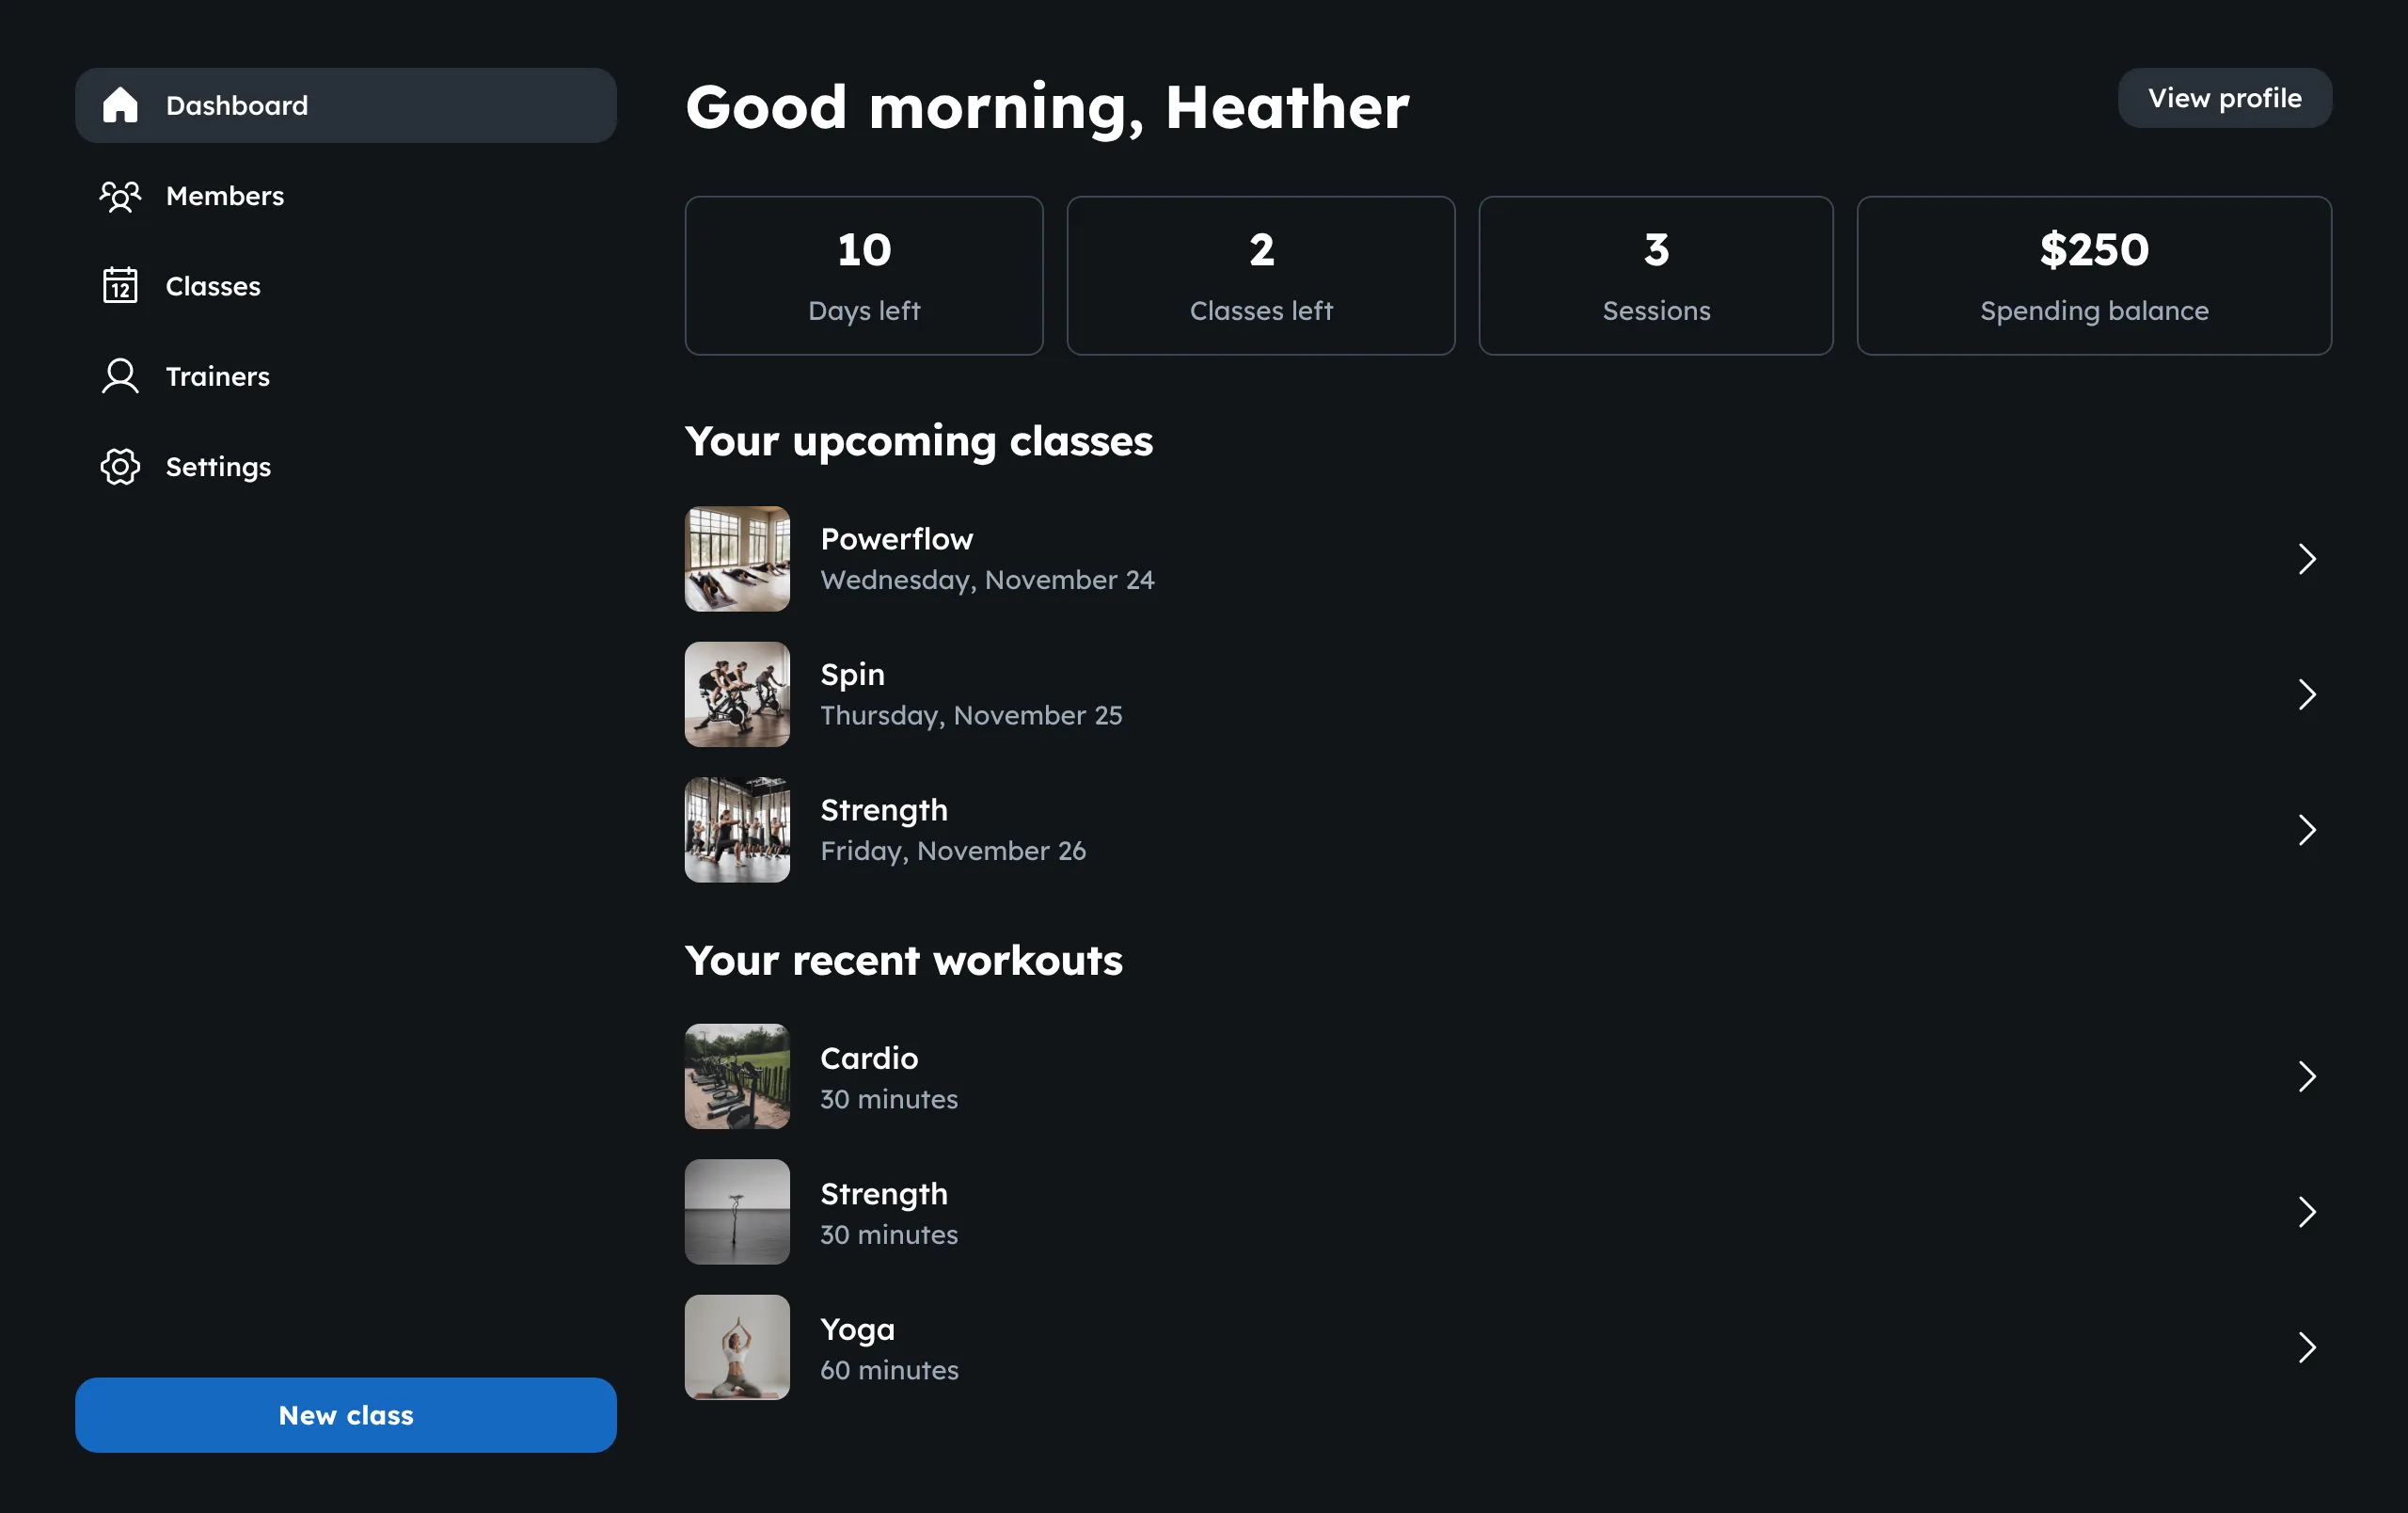 Dashboard
Members
12
Classes
Trainers
Settings
New class
Good morning, Heather
View profile
10
Days left
2
Classes left
3
Sessions
$250
Spending balance
Your upcoming classes
Powerflow
Wednesday, November 24
Spin
Thursday, November 25
Strength
Friday, November 26
Your recent workouts
Cardio
30 minutes
Strength
30 minutes
Yoga
60 minutes